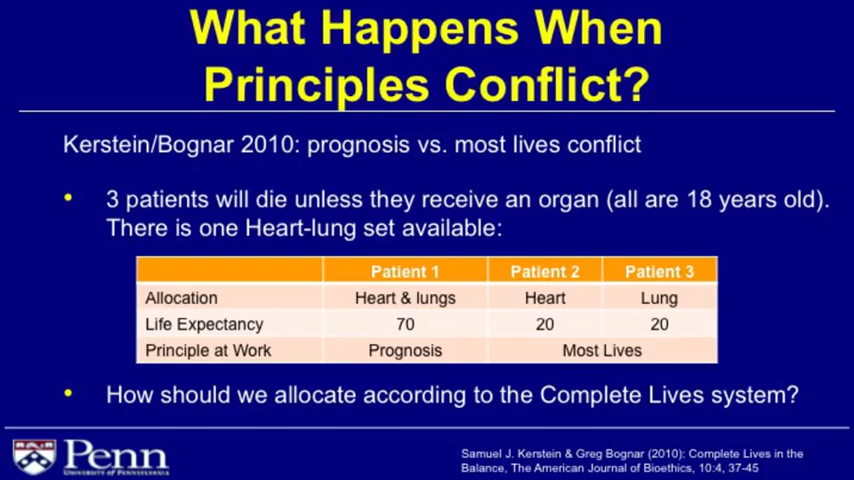 What Happens When
Principles Conflict?
Kerstein/Bognar 2010: prognosis vs. most lives conflict
• 3 patients will die unless they receive an organ (all are 18 years old).
There is one Heart-lung set available:
Patient 1 Patient 2 Patient 3
Allocation Heart & lungs Heart Lung
Life Expectancy 70 20 20
Principle at Work Prognosis Most Lives
• How should we allocate according to the Complete Lives system?
Penn
UNIVERSITY OF PENNSYLVANIA
Samuel J. Kerstein & Greg Bognar (2010): Complete Lives in the
Balance, The American Journal of Bioethics, 10:4, 37-45